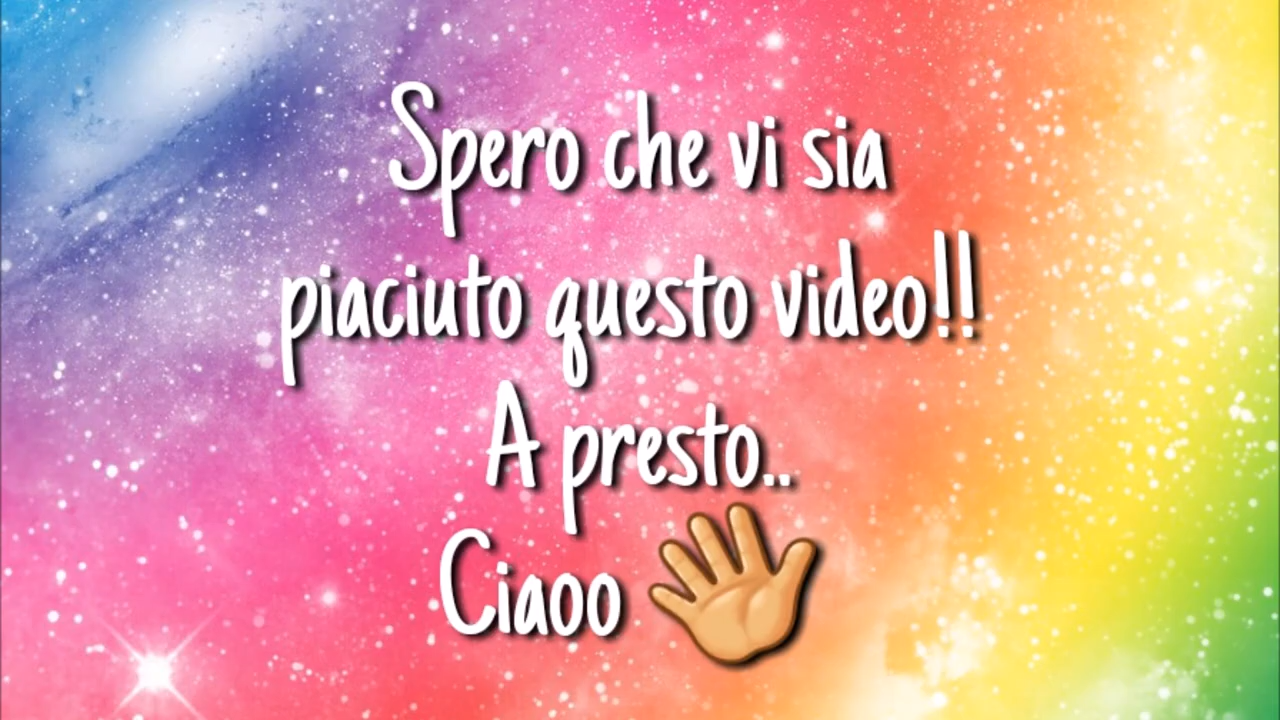 Spero che vi sia
piaciuto questo video!!
A presto..
Ciaoo 👋